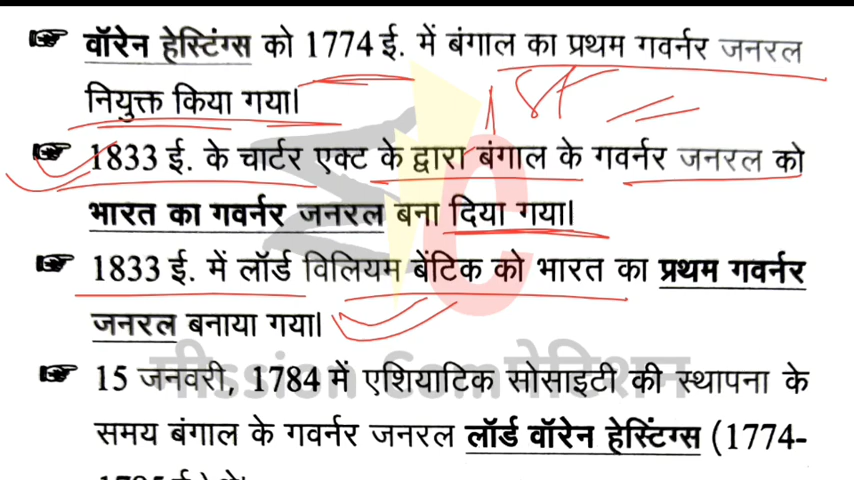 ☞ वॉरेन हेस्टिंग्स को 1774 ई. में बंगाल का प्रथम गवर्नर जनरल
नियुक्त किया गया।
☞ 1833 ई. के चार्टर एक्ट के द्वारा बंगाल के गवर्नर जनरल को
भारत का गवर्नर जनरल बना दिया गया।
☞ 1833 ई. में लॉर्ड विलियम बेंटिक को भारत का प्रथम गवर्नर
जनरल बनाया गया।
☞ 15 जनवरी, 1784 में एशियाटिक सोसाइटी की स्थापना के
समय बंगाल के गवर्नर जनरल लॉर्ड वॉरेन हेस्टिंग्स (1774-